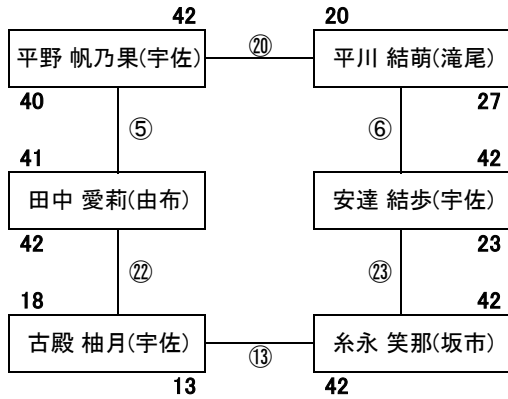 42 20
平野 帆乃果(宇佐) ⑳ 平川 結萌(滝尾)
40 27
⑤ ⑥
41 42
田中 愛莉(由布) 安達 結歩(宇佐)
42 23
㉒ ㉓
18 42
古殿 柚月(宇佐) ⑬ 糸永 笑那(坂市)
13 42